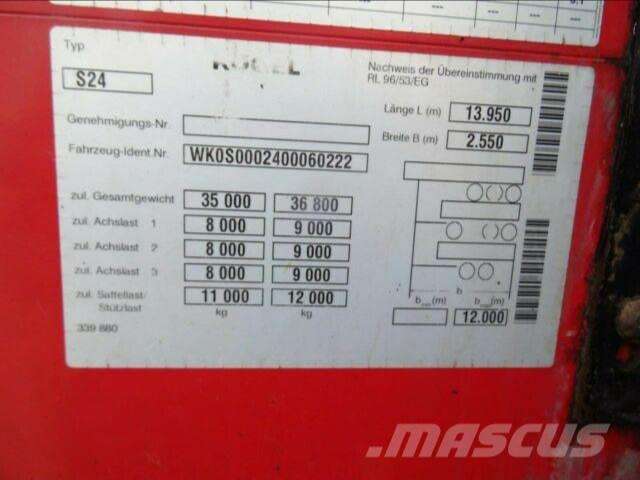 Typ
S24
KÖGEL
Nachweis der Übereinstimmung mit
RL 96/53/EG
Länge L (m) 13.950
Breite B (m) 2.550
Genehmigungs-Nr.
Fahrzeug-Ident.Nr. WK0S0002400060222
zul. Gesamtgewicht 35 000 36 800
zul. Achslast 1 8 000 9 000
zul. Achslast 2 8 000 9 000
zul. Achslast 3 8 000 9 000
zul. Sattellast/ 11 000 12 000
Stützlast kg kg
339 880
b
(m) (m)
12.000
MASCUS